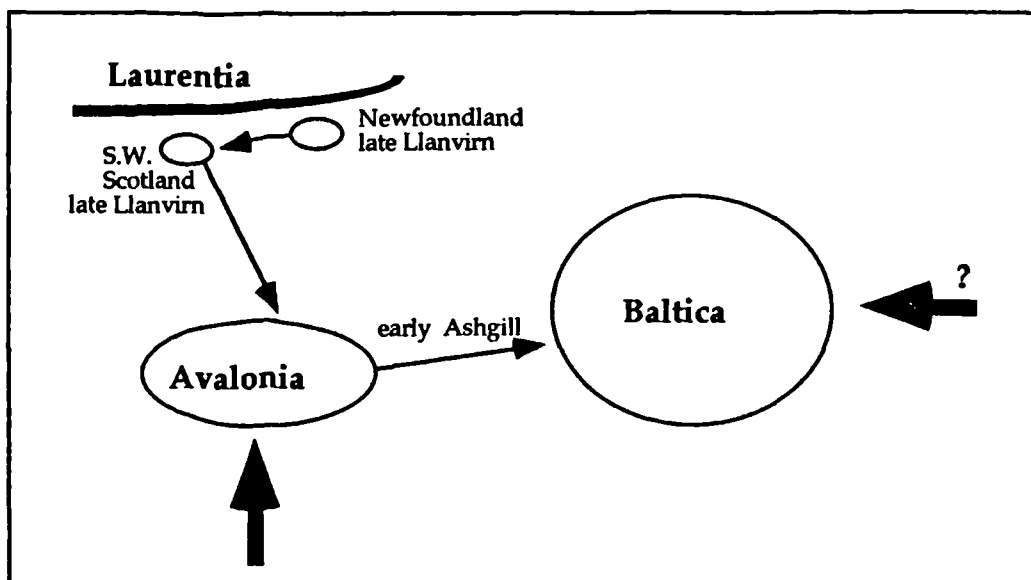 Laurentia
Newfoundland
late Llanvirn
S.W.
Scotland
late Llanvirn
?
Baltica
early Ashgill
Avalonia